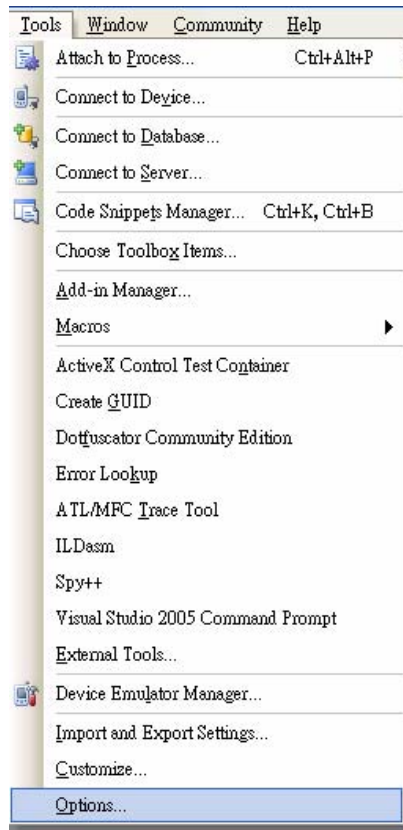 Tools Window Community Help
Attach to Process... Ctrl+Alt+P
Connect to Device...
Connect to Database...
Connect to Server...
Code Snippets Manager... Ctrl+K, Ctrl+B
Choose Toolbox Items...
Add-in Manager...
Macros
ActiveX Control Test Container
Create GUID
Dotfuscator Community Edition
Error Lookup
ATL/MFC Trace Tool
ILDasm
Spy++
Visual Studio 2005 Command Prompt
External Tools...
Device Emulator Manager...
Import and Export Settings...
Customize...
Options...